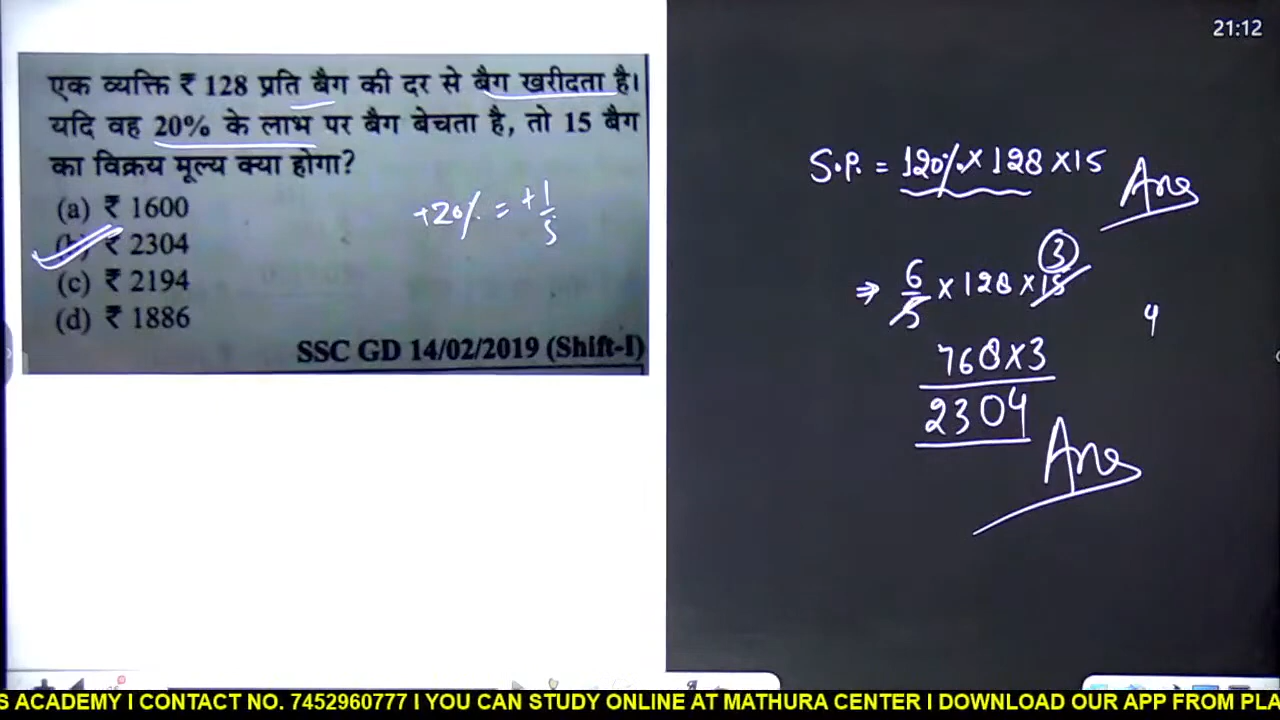 21:12
एक व्यक्ति ₹ 128 प्रति बैग की दर से बैग खरीदता है।
यदि वह 20% के लाभ पर बैग बेचता है, तो 15 बैग
का विक्रय मूल्य क्या होगा?
(a) ₹ 1600
(b) ₹ 2304
(c) ₹ 2194
(d) ₹ 1886
SSC GD 14/02/2019 (Shift-I)
+20% = +1/5
S.P. = 120% × 128 × 15 Ans
⇒ 6/5 × 128 × 15 3
4
768 × 3
2304
Ans
S ACADEMY I CONTACT NO. 7452960777 I YOU CAN STUDY ONLINE AT MATHURA CENTER I DOWNLOAD OUR APP FROM PLA